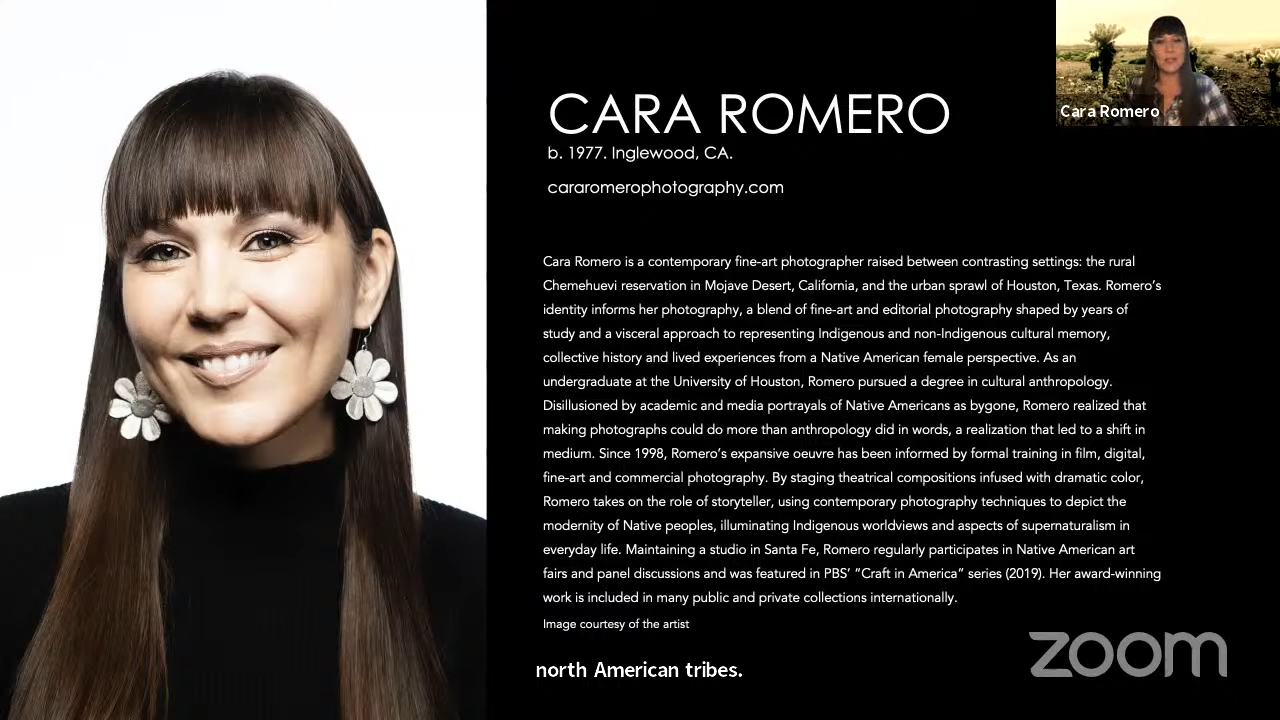 CARA ROMERO
b. 1977. Inglewood, CA.
cararomerophotography.com
Cara Romero
Cara Romero is a contemporary fine-art photographer raised between contrasting settings: the rural
Chemehuevi reservation in Mojave Desert, California, and the urban sprawl of Houston, Texas. Romero’s
identity informs her photography, a blend of fine-art and editorial photography shaped by years of
study and a visceral approach to representing Indigenous and non-Indigenous cultural memory,
collective history and lived experiences from a Native American female perspective. As an
undergraduate at the University of Houston, Romero pursued a degree in cultural anthropology.
Disillusioned by academic and media portrayals of Native Americans as bygone, Romero realized that
making photographs could do more than anthropology did in words, a realization that led to a shift in
medium. Since 1998, Romero’s expansive oeuvre has been informed by formal training in film, digital,
fine-art and commercial photography. By staging theatrical compositions infused with dramatic color,
Romero takes on the role of storyteller, using contemporary photography techniques to depict the
modernity of Native peoples, illuminating Indigenous worldviews and aspects of supernaturalism in
everyday life. Maintaining a studio in Santa Fe, Romero regularly participates in Native American art
fairs and panel discussions and was featured in PBS’ “Craft in America” series (2019). Her award-winning
work is included in many public and private collections internationally.
Image courtesy of the artist
north American tribes.
zoom